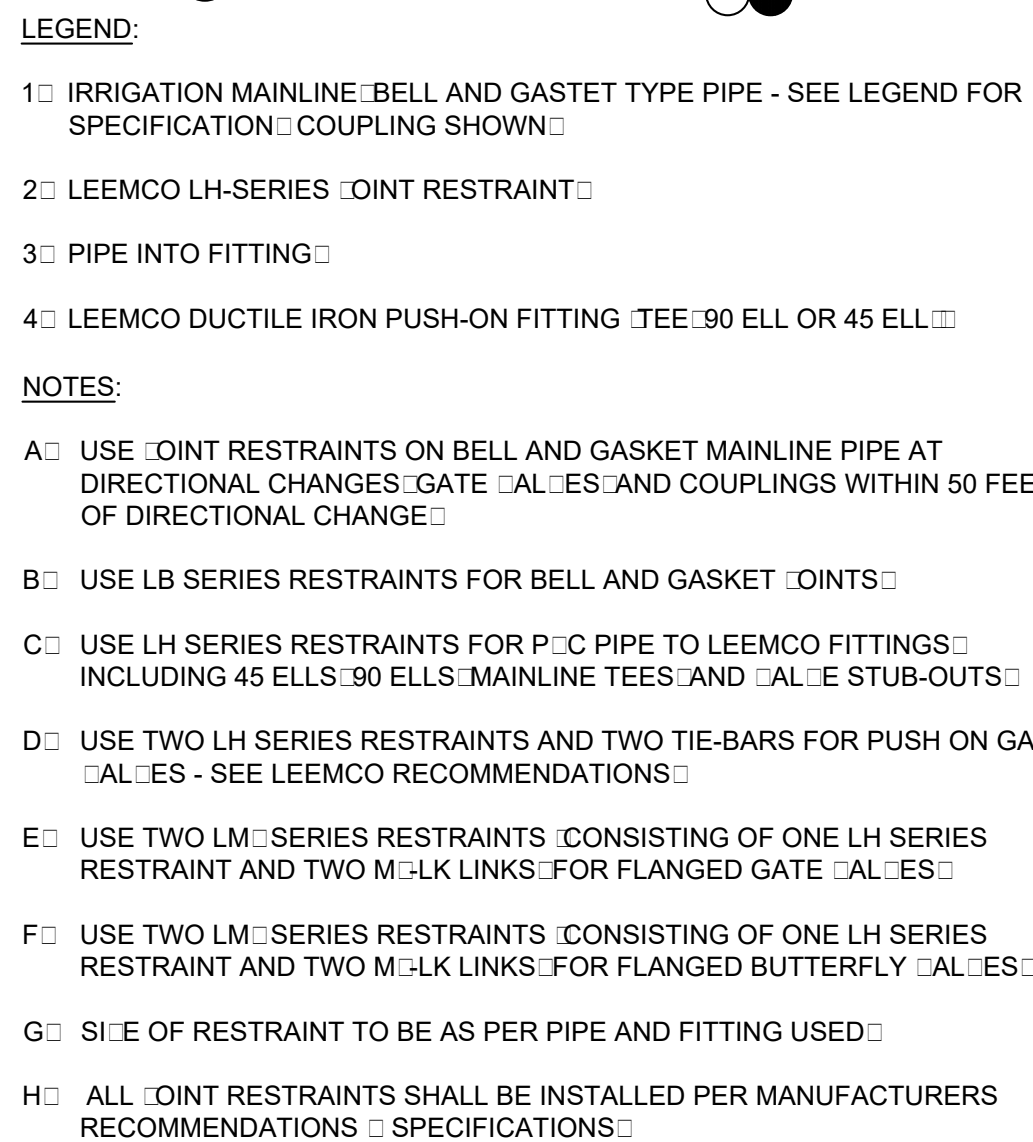 LEGEND:
1□ IRRIGATION MAINLINE□BELL AND GASTET TYPE PIPE - SEE LEGEND FOR
SPECIFICATION□ COUPLING SHOWN□
2□ LEEMCO LH-SERIES □OINT RESTRAINT□
3□ PIPE INTO FITTING□
4□ LEEMCO DUCTILE IRON PUSH-ON FITTING □TEE□90 ELL OR 45 ELL□□
NOTES:
A□ USE □OINT RESTRAINTS ON BELL AND GASKET MAINLINE PIPE AT
DIRECTIONAL CHANGES□GATE □AL□ES□AND COUPLINGS WITHIN 50 FEE
OF DIRECTIONAL CHANGE□
B□ USE LB SERIES RESTRAINTS FOR BELL AND GASKET □OINTS□
C□ USE LH SERIES RESTRAINTS FOR P□C PIPE TO LEEMCO FITTINGS□
INCLUDING 45 ELLS□90 ELLS□MAINLINE TEES□AND □AL□E STUB-OUTS□
D□ USE TWO LH SERIES RESTRAINTS AND TWO TIE-BARS FOR PUSH ON GA
□AL□ES - SEE LEEMCO RECOMMENDATIONS□
E□ USE TWO LM□ SERIES RESTRAINTS □CONSISTING OF ONE LH SERIES
RESTRAINT AND TWO M□-LK LINKS□FOR FLANGED GATE □AL□ES□
F□ USE TWO LM□ SERIES RESTRAINTS □CONSISTING OF ONE LH SERIES
RESTRAINT AND TWO M□-LK LINKS□FOR FLANGED BUTTERFLY □AL□ES□
G□ SI□E OF RESTRAINT TO BE AS PER PIPE AND FITTING USED□
H□ ALL □OINT RESTRAINTS SHALL BE INSTALLED PER MANUFACTURERS
RECOMMENDATIONS □ SPECIFICATIONS□